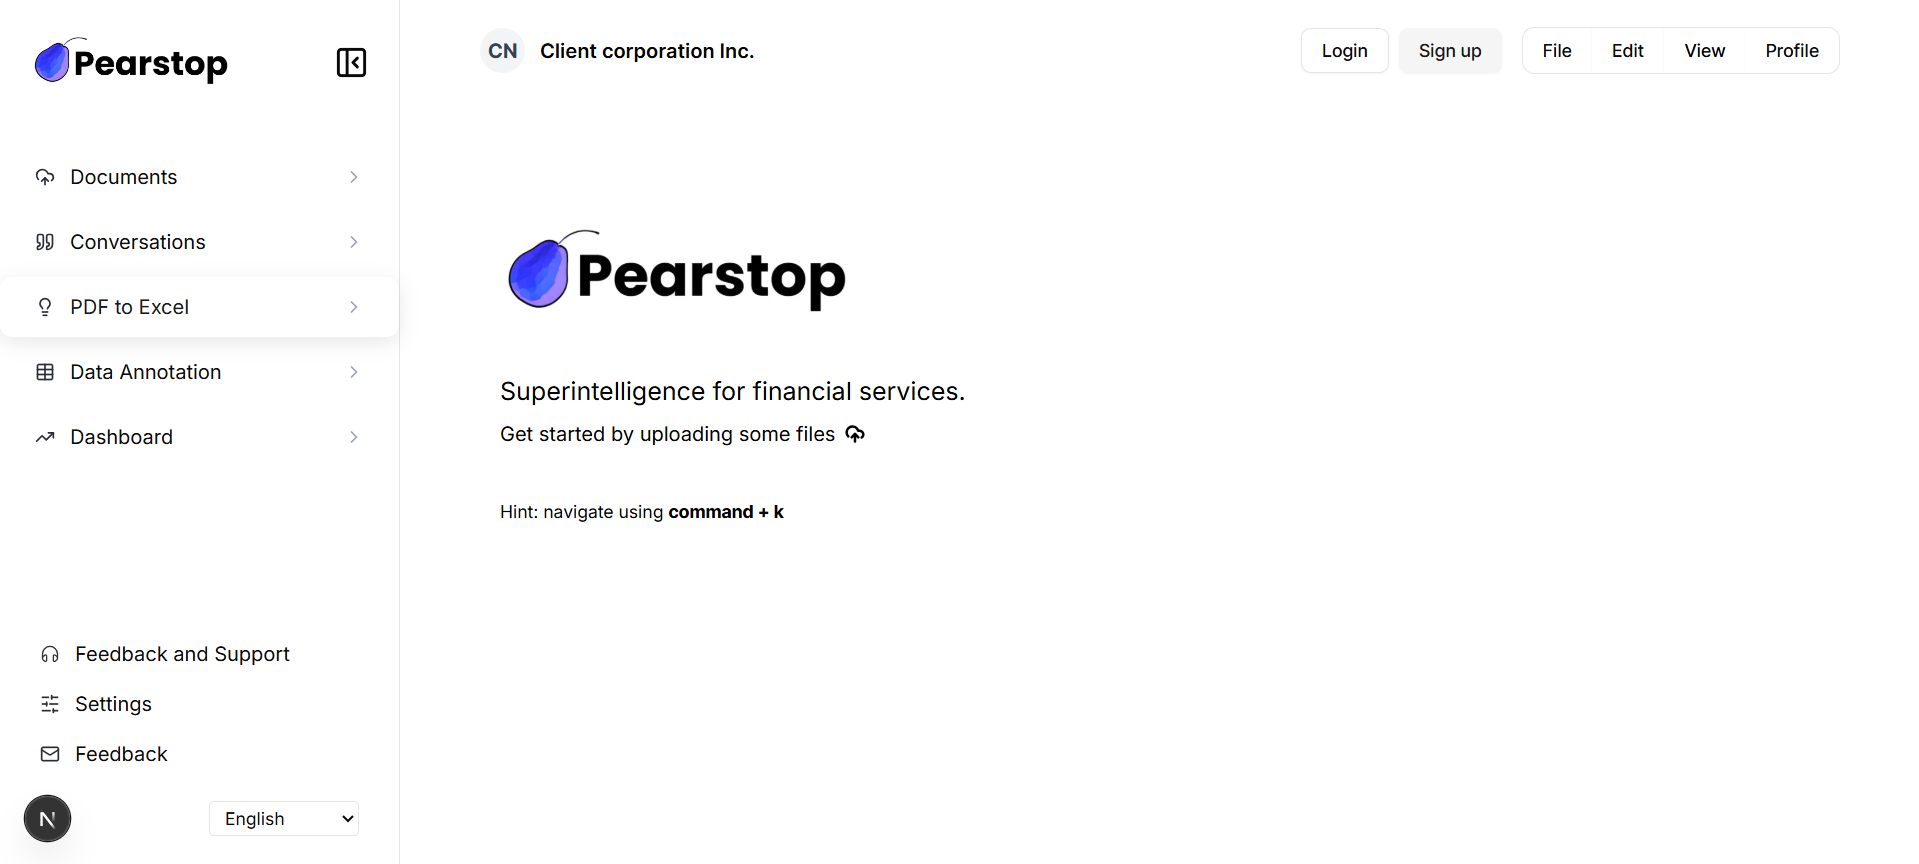 Pearstop
Documents
Conversations
PDF to Excel
Data Annotation
Dashboard
Feedback and Support
Settings
Feedback
N
English
CN
Client corporation Inc.
Login
Sign up
File
Edit
View
Profile
Pearstop
Superintelligence for financial services.
Get started by uploading some files
Hint: navigate using command + k